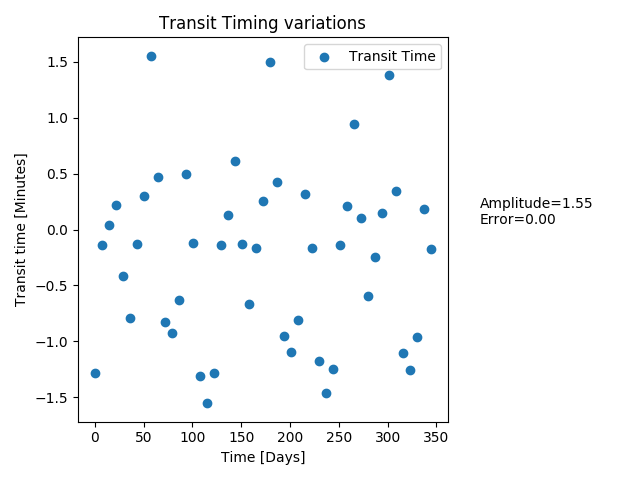 Transit Timing variations
Transit Time
Transit time [Minutes]
1.5
1.0
0.5
0.0
−0.5
−1.0
−1.5
0 50 100 150 200 250 300 350
Time [Days]
Amplitude=1.55
Error=0.00